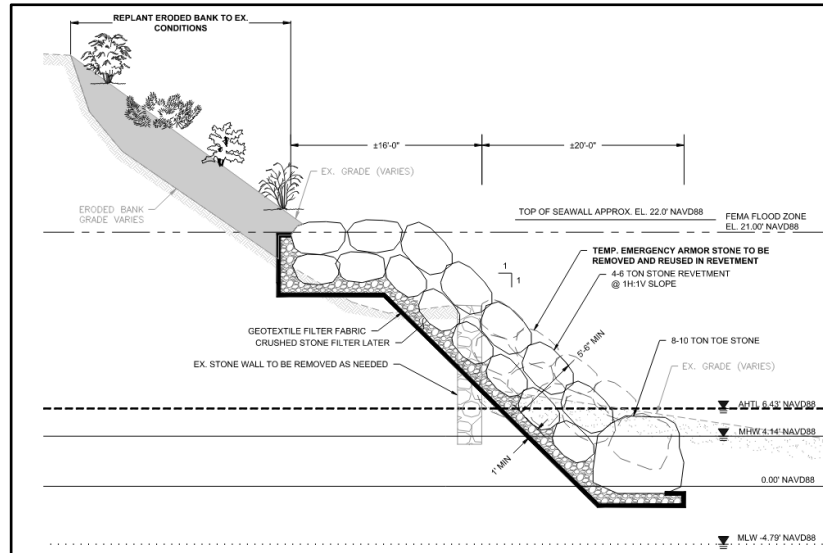 REPLANT ERODED BANK TO EX.
CONDITIONS
±16'-0"
±20'-0"
EX. GRADE (VARIES)
ERODED BANK
GRADE VARIES
TOP OF SEAWALL APPROX. EL. 22.0' NAVD88
FEMA FLOOD ZONE
EL. 21.00' NAVD88
TEMP. EMERGENCY ARMOR STONE TO BE
REMOVED AND REUSED IN REVETMENT
1
1
4-6 TON STONE REVETMENT
@ 1H:1V SLOPE
GEOTEXTILE FILTER FABRIC
CRUSHED STONE FILTER LATER
EX. STONE WALL TO BE REMOVED AS NEEDED
5'-6" MIN
8-10 TON TOE STONE
EX. GRADE (VARIES)
AHTL 6.43' NAVD88
MHW 4.14' NAVD88
1' MIN
0.00' NAVD88
MLW -4.79' NAVD88